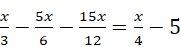 x/3 − 5x/6 − 15x/12 = x/4 − 5